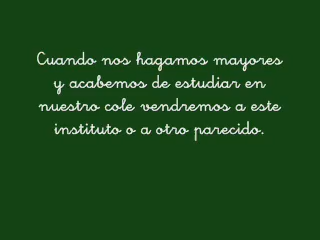 Cuando nos hagamos mayores
y acabemos de estudiar en
nuestro cole vendremos a este
instituto o a otro parecido.